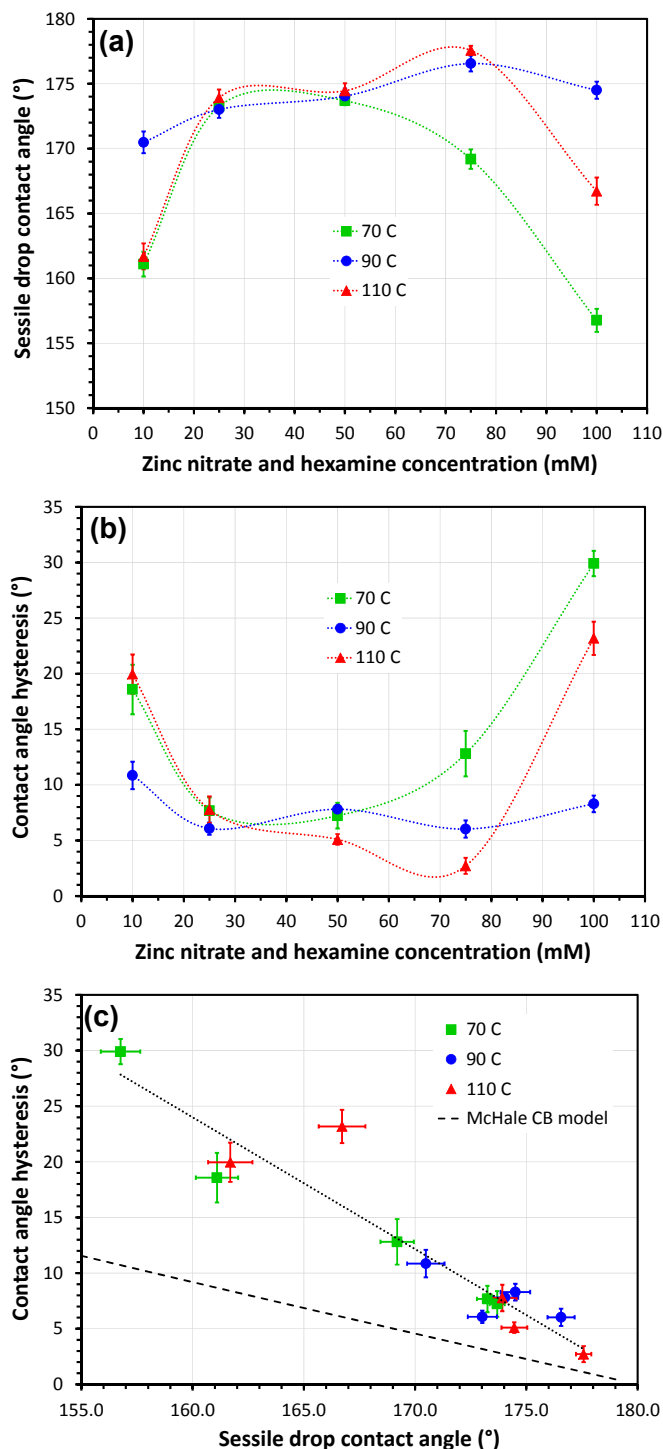 (a)
Sessile drop contact angle (°)
180
175
170
165
160
155
150
70 C
90 C
110 C
0 10 20 30 40 50 60 70 80 90 100 110
Zinc nitrate and hexamine concentration (mM)
(b)
Contact angle hysteresis (°)
35
30
25
20
15
10
5
0
70 C
90 C
110 C
0 10 20 30 40 50 60 70 80 90 100 110
Zinc nitrate and hexamine concentration (mM)
(c)
Contact angle hysteresis (°)
35
30
25
20
15
10
5
0
70 C
90 C
110 C
McHale CB model
155.0 160.0 165.0 170.0 175.0 180.0
Sessile drop contact angle (°)